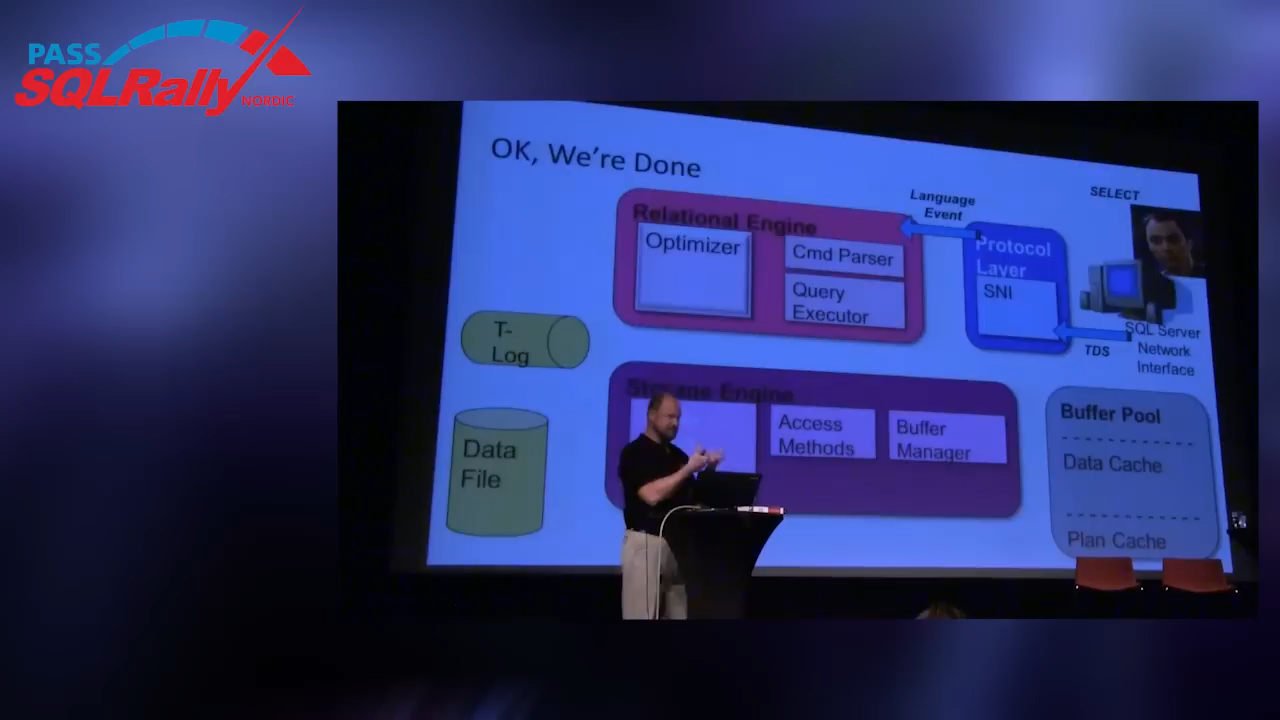 PASS
SQLRally
NORDIC
OK, We're Done
SELECT
Language
Event
Relational Engine
Optimizer
Cmd Parser
Query
Executor
Protocol
Layer
SNI
TDS
SQL Server
Network
Interface
T-
Log
Data
File
Storage Engine
Access
Methods
Buffer
Manager
Buffer Pool
Data Cache
Plan Cache